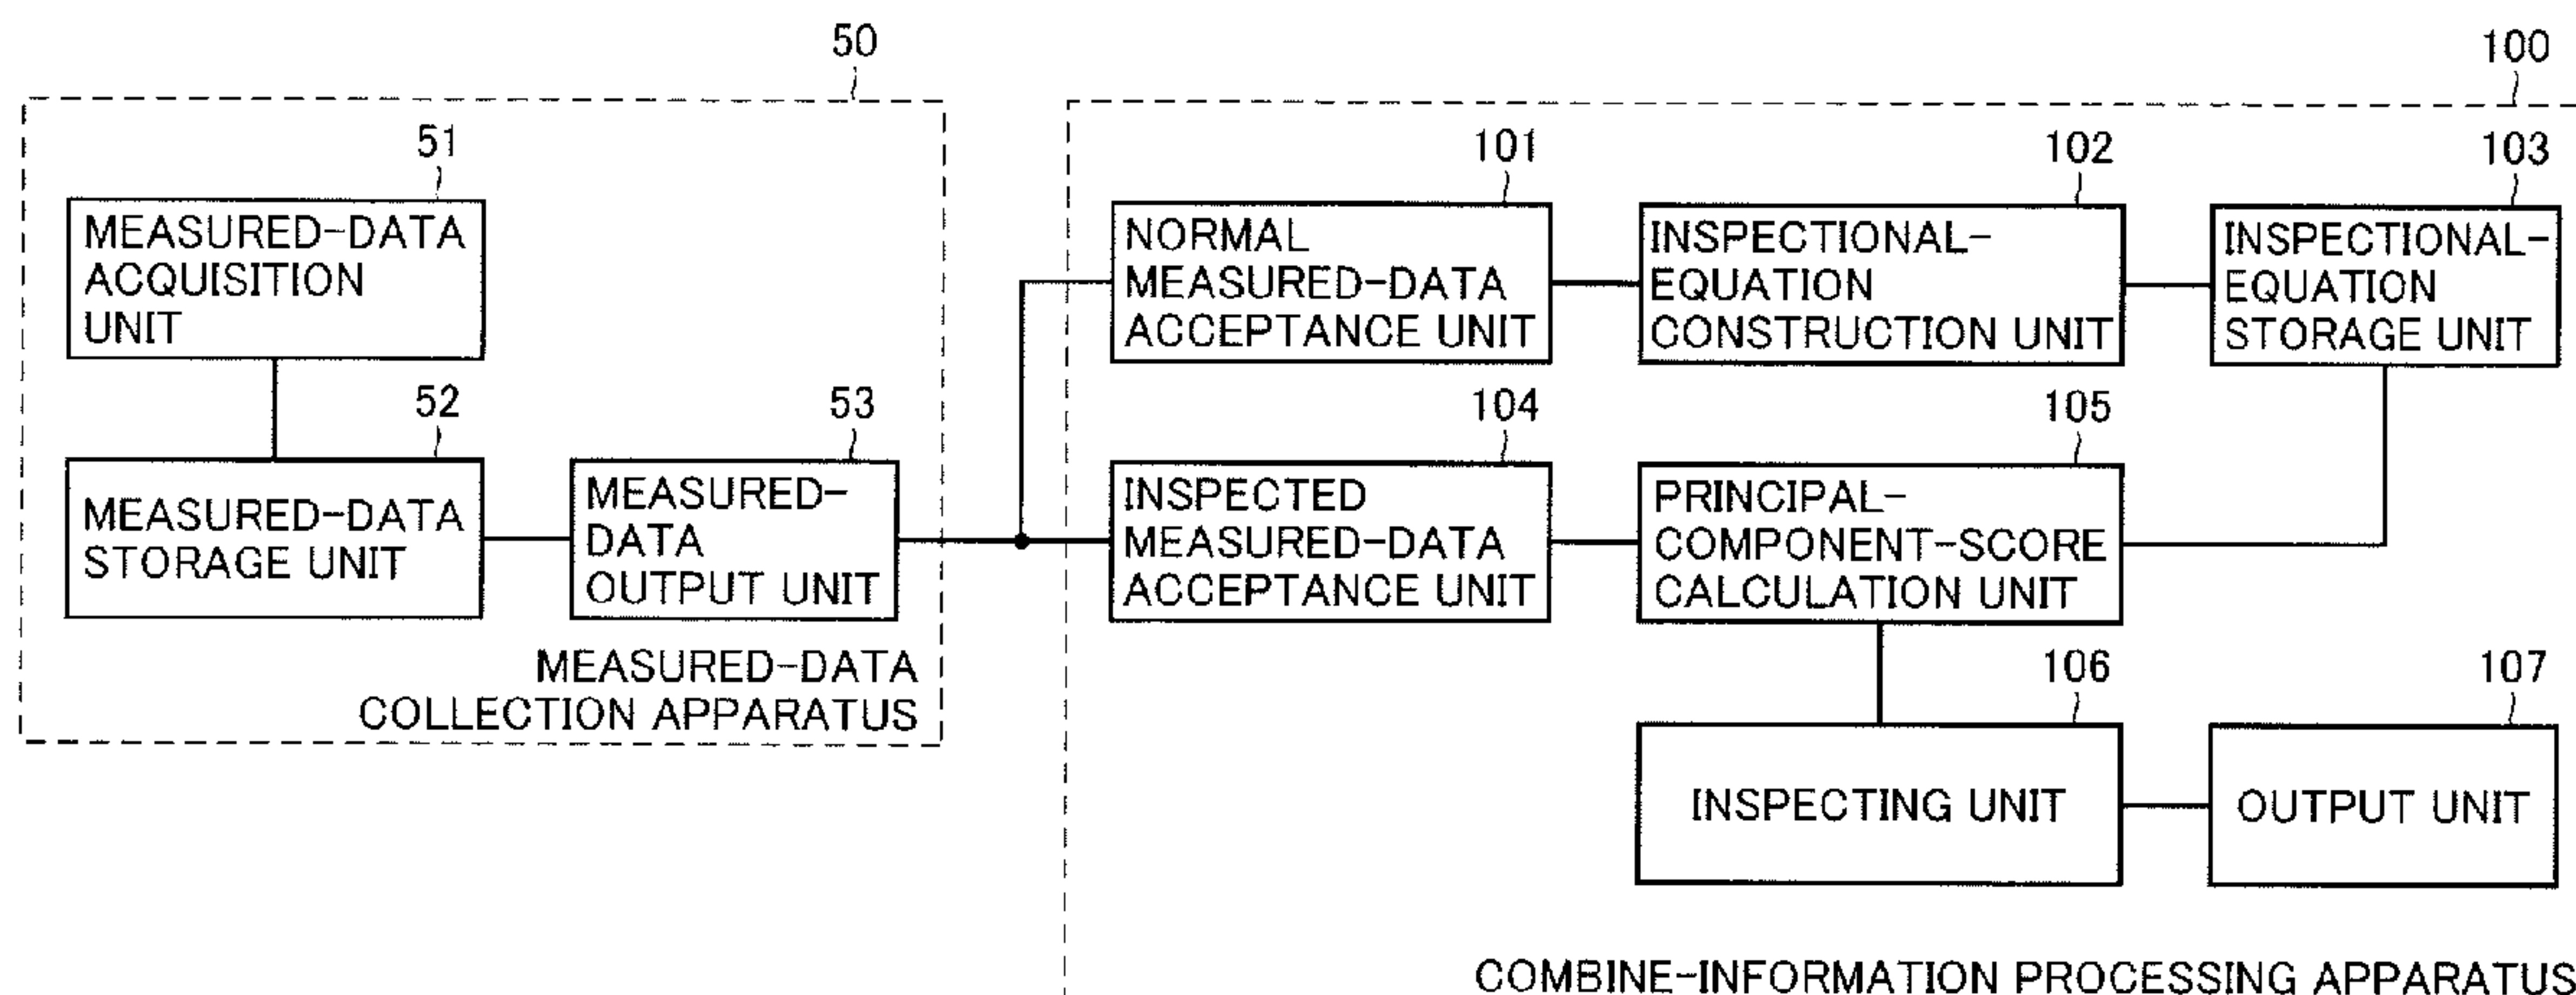 50
100
51
101
102
103
MEASURED-DATA
ACQUISITION
UNIT
NORMAL
MEASURED-DATA
ACCEPTANCE UNIT
INSPECTIONAL-
EQUATION
CONSTRUCTION UNIT
INSPECTIONAL-
EQUATION
STORAGE UNIT
52
53
104
105
MEASURED-DATA
STORAGE UNIT
MEASURED-
DATA
OUTPUT UNIT
INSPECTED
MEASURED-DATA
ACCEPTANCE UNIT
PRINCIPAL-
COMPONENT-SCORE
CALCULATION UNIT
MEASURED-DATA
COLLECTION APPARATUS
106
107
INSPECTING UNIT
OUTPUT UNIT
COMBINE-INFORMATION PROCESSING APPARATUS